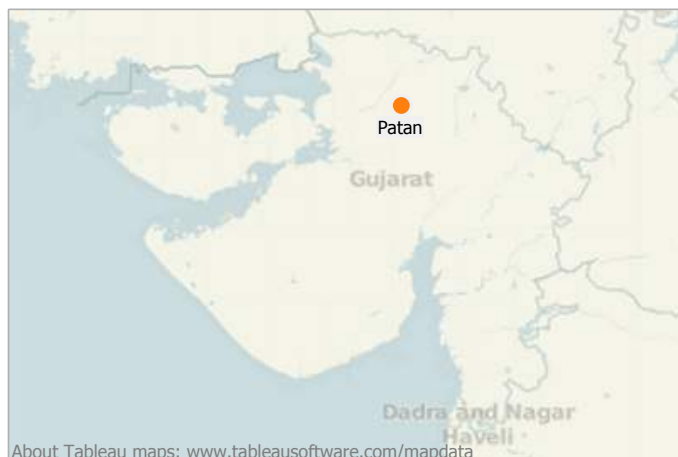 Patan
Gujarat
Dadra and Nagar
Haveli
About Tableau maps: www.tableausoftware.com/mapdata